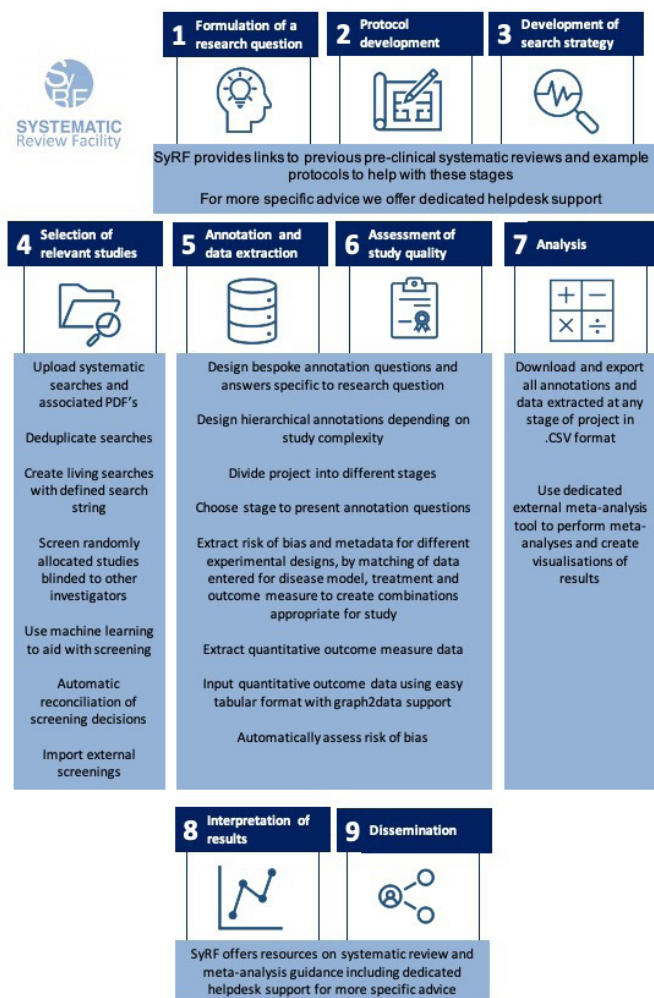 SyRF
SYSTEMATIC
Review Facility
1 Formulation of a
research question
2 Protocol
development
3 Development of
search strategy
SyRF provides links to previous pre-clinical systematic reviews and example
protocols to help with these stages
For more specific advice we offer dedicated helpdesk support
4 Selection of
relevant studies
5 Annotation and
data extraction
6 Assessment of
study quality
7 Analysis
Upload systematic
searches and
associated PDF's
Deduplicate searches
Create living searches
with defined search
string
Screen randomly
allocated studies
blinded to other
investigators
Use machine learning
to aid with screening
Automatic
reconciliation of
screening decisions
Import external
screenings
Design bespoke annotation questions and
answers specific to research question
Design hierarchical annotations depending on
study complexity
Divide project into different stages
Choose stage to present annotation questions
Extract risk of bias and metadata for different
experimental designs, by matching of data
entered for disease model, treatment and
outcome measure to create combinations
appropriate for study
Extract quantitative outcome measure data
Input quantitative outcome data using easy
tabular format with graph2data support
Automatically assess risk of bias
Download and export
all annotations and
data extracted at any
stage of project in
.CSV format
Use dedicated
external meta-analysis
tool to perform meta-
analyses and create
visualisations of
results
8 Interpretation of
results
9 Dissemination
SyRF offers resources on systematic review and
meta-analysis guidance including dedicated
helpdesk support for more specific advice